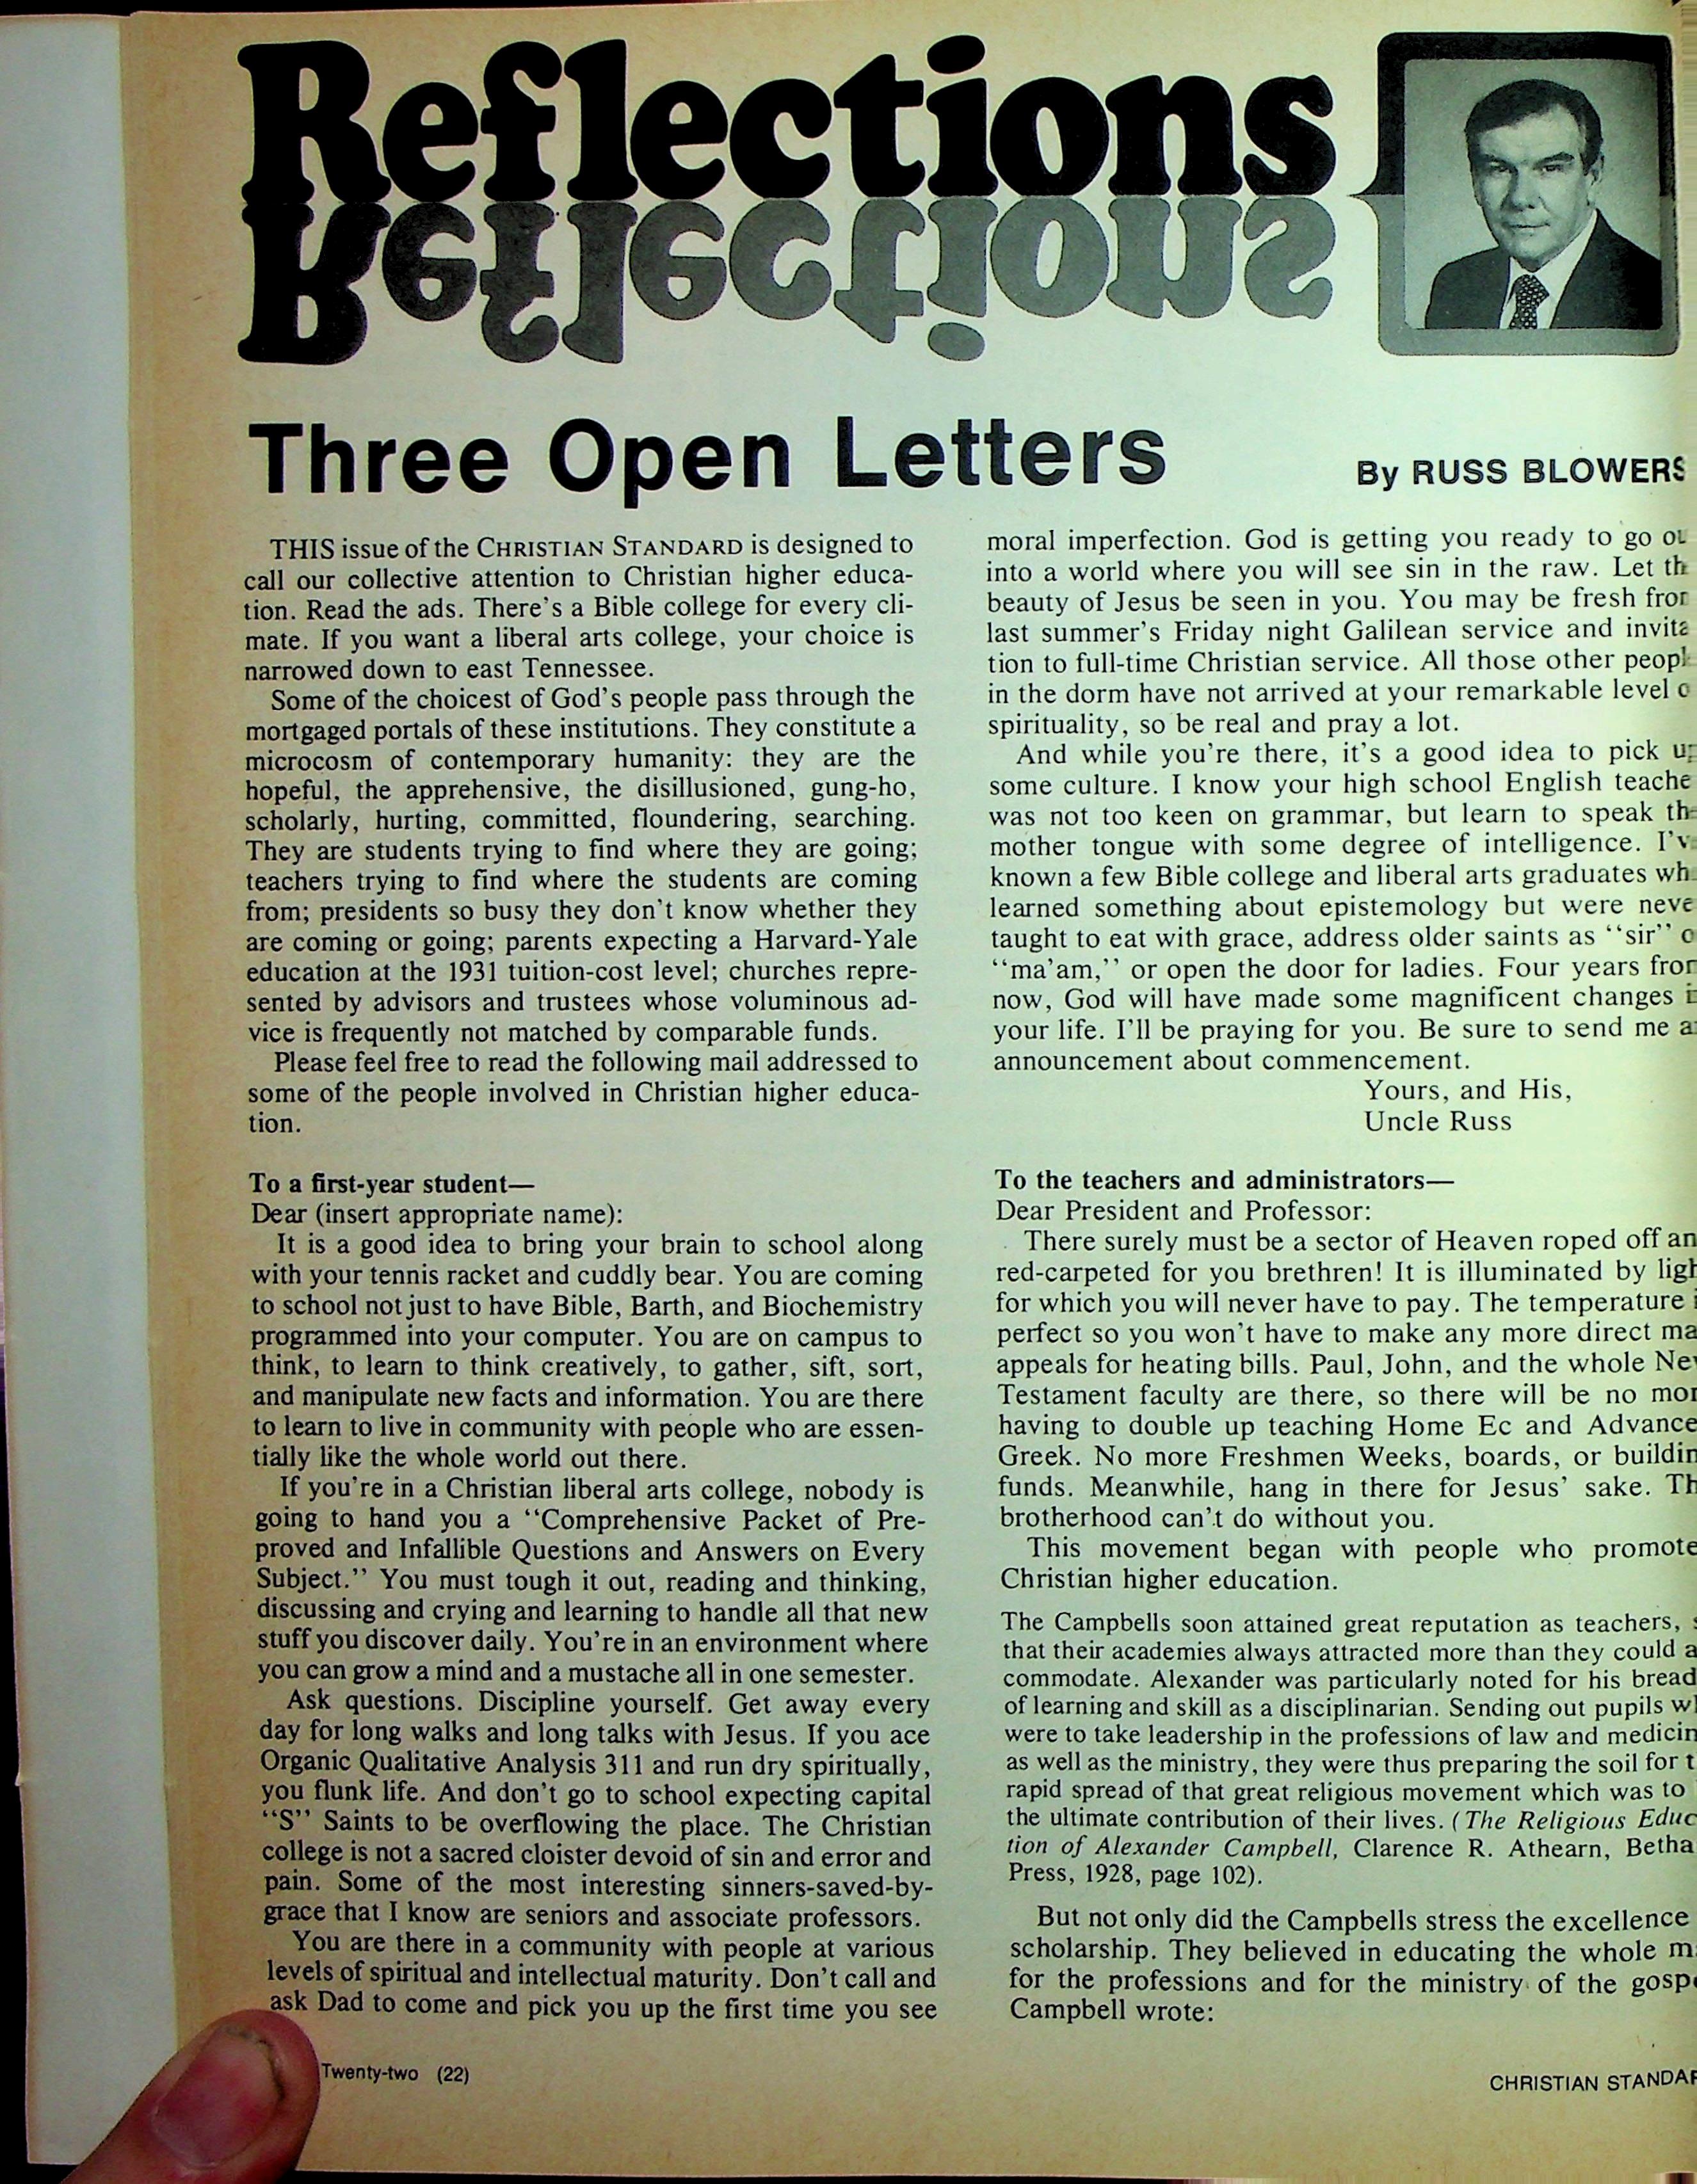 Reflections
Three Open Letters
By RUSS BLOWERS
THIS issue of the CHRISTIAN STANDARD is designed to
call our collective attention to Christian higher educa-
tion. Read the ads. There's a Bible college for every cli-
mate. If you want a liberal arts college, your choice is
narrowed down to east Tennessee.
Some of the choicest of God's people pass through the
mortgaged portals of these institutions. They constitute a
microcosm of contemporary humanity: they are the
hopeful, the apprehensive, the disillusioned, gung-ho,
scholarly, hurting, committed, floundering, searching.
They are students trying to find where they are going;
teachers trying to find where the students are coming
from; presidents so busy they don't know whether they
are coming or going; parents expecting a Harvard-Yale
education at the 1931 tuition-cost level; churches repre-
sented by advisors and trustees whose voluminous ad-
vice is frequently not matched by comparable funds.
Please feel free to read the following mail addressed to
some of the people involved in Christian higher educa-
tion.
To a first-year student—
Dear (insert appropriate name):
It is a good idea to bring your brain to school along
with your tennis racket and cuddly bear. You are coming
to school not just to have Bible, Barth, and Biochemistry
programmed into your computer. You are on campus to
think, to learn to think creatively, to gather, sift, sort,
and manipulate new facts and information. You are there
to learn to live in community with people who are essen-
tially like the whole world out there.
If you're in a Christian liberal arts college, nobody is
going to hand you a "Comprehensive Packet of Pre-
proved and Infallible Questions and Answers on Every
Subject." You must tough it out, reading and thinking,
discussing and crying and learning to handle all that new
stuff you discover daily. You're in an environment where
you can grow a mind and a mustache all in one semester.
Ask questions. Discipline yourself. Get away every
day for long walks and long talks with Jesus. If you ace
Organic Qualitative Analysis 311 and run dry spiritually,
you flunk life. And don't go to school expecting capital
"S" Saints to be overflowing the place. The Christian
college is not a sacred cloister devoid of sin and error and
pain. Some of the most interesting sinners-saved-by-
grace that I know are seniors and associate professors.
You are there in a community with people at various
levels of spiritual and intellectual maturity. Don't call and
ask Dad to come and pick you up the first time you see
moral imperfection. God is getting you ready to go
into a world where you will see sin in the raw. Let
beauty of Jesus be seen in you. You may be fresh
last summer's Friday night Galilean service and invita
tion to full-time Christian service. All those other
in the dorm have not arrived at your remarkable level
spirituality, so be real and pray a lot.
And while you're there, it's a good idea to pick up
some culture. I know your high school English teache
was not too keen on grammar, but learn to speak
mother tongue with some degree of intelligence.
known a few Bible college and liberal arts graduates
learned something about epistemology but were neve
taught to eat with grace, address older saints as "sir"
"ma'am," or open the door for ladies. Four years
now, God will have made some magnificent changes
your life. I'll be praying for you. Be sure to send me
announcement about commencement.
Yours, and His,
Uncle Russ
To the teachers and administrators—
Dear President and Professor:
There surely must be a sector of Heaven roped off an
red-carpeted for you brethren! It is illuminated by
for which you will never have to pay. The temperature
perfect so you won't have to make any more direct ma
appeals for heating bills. Paul, John, and the whole
Testament faculty are there, so there will be no
having to double up teaching Home Ec and Advance
Greek. No more Freshmen Weeks, boards, or buildin
funds. Meanwhile, hang in there for Jesus' sake.
brotherhood can't do without you.
This movement began with people who promote
Christian higher education.
The Campbells soon attained great reputation as teachers,
that their academies always attracted more than they could a
commodate. Alexander was particularly noted for his bread
of learning and skill as a disciplinarian. Sending out pupils
were to take leadership in the professions of law and medicin
as well as the ministry, they were thus preparing the soil for
rapid spread of that great religious movement which was to
the ultimate contribution of their lives. (The Religious Educ
tion of Alexander Campbell, Clarence R. Athearn, Betha
Press, 1928, page 102).
But not only did the Campbells stress the excellence
scholarship. They believed in educating the whole
for the professions and for the ministry of the
Campbell wrote:
Twenty-two (22)
CHRISTIAN STANDAR